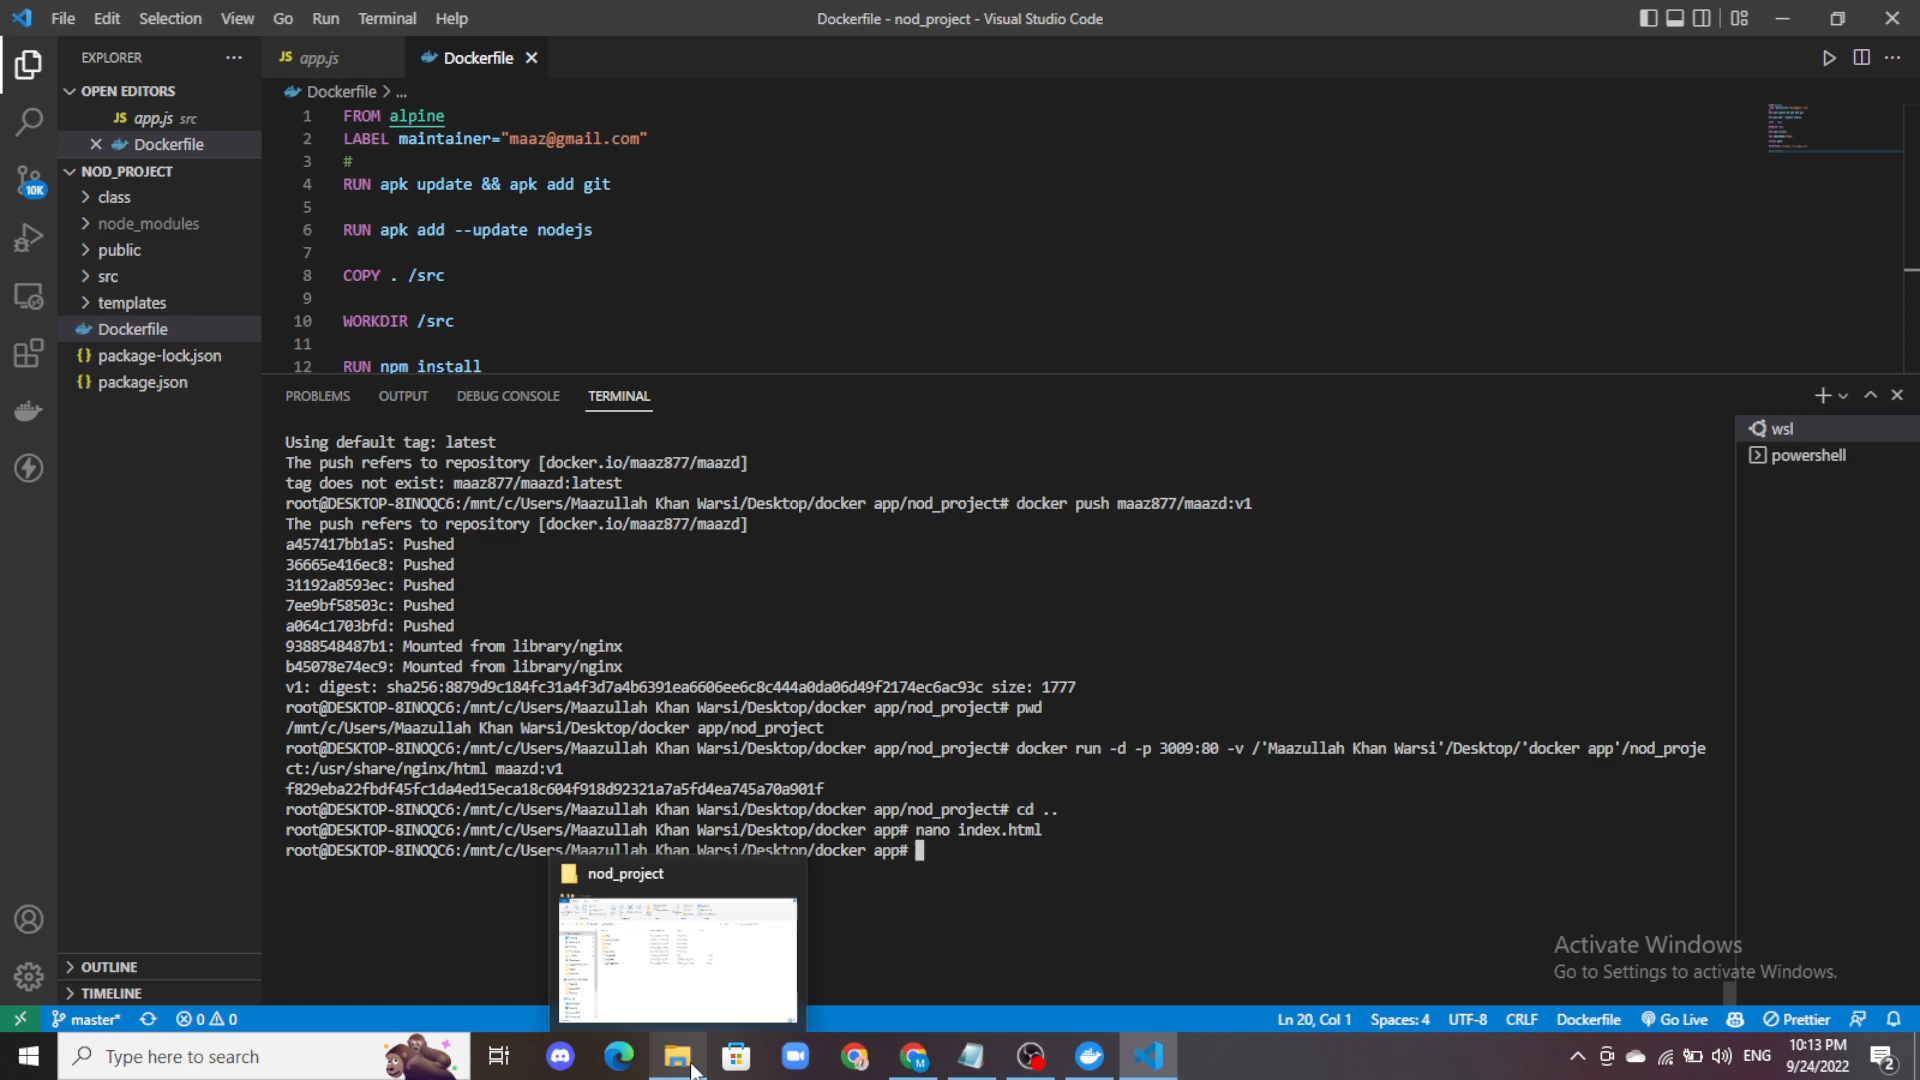 File Edit Selection View Go Run Terminal Help
Dockerfile - nod_project - Visual Studio Code
EXPLORER
JS app.js
Dockerfile
OPEN EDITORS
JS app.js src
Dockerfile
NOD_PROJECT
class
node_modules
public
src
templates
Dockerfile
{} package-lock.json
{} package.json
10K
Dockerfile > ...
1 FROM alpine
2 LABEL maintainer="maaz@gmail.com"
3 #
4 RUN apk update && apk add git
5
6 RUN apk add --update nodejs
7
8 COPY . /src
9
10 WORKDIR /src
11
12 RUN npm install
PROBLEMS OUTPUT DEBUG CONSOLE TERMINAL
wsl
powershell
Using default tag: latest
The push refers to repository [docker.io/maaz877/maazd]
tag does not exist: maaz877/maazd:latest
root@DESKTOP-8INOQC6:/mnt/c/Users/Maazullah Khan Warsi/Desktop/docker app/nod_project# docker push maaz877/maazd:v1
The push refers to repository [docker.io/maaz877/maazd]
a457417bb1a5: Pushed
36665e416ec8: Pushed
31192a8593ec: Pushed
7ee9bf58503c: Pushed
a064c1703bfd: Pushed
9388548487b1: Mounted from library/nginx
b45078e74ec9: Mounted from library/nginx
v1: digest: sha256:8879d9c184fc31a4f3d7a4b6391ea6606ee6c8c444a0da06d49f2174ec6ac93c size: 1777
root@DESKTOP-8INOQC6:/mnt/c/Users/Maazullah Khan Warsi/Desktop/docker app/nod_project# pwd
/mnt/c/Users/Maazullah Khan Warsi/Desktop/docker app/nod_project
root@DESKTOP-8INOQC6:/mnt/c/Users/Maazullah Khan Warsi/Desktop/docker app/nod_project# docker run -d -p 3009:80 -v /'Maazullah Khan Warsi'/Desktop/'docker app'/nod_proje
ct:/usr/share/nginx/html maazd:v1
f829eba22fbdf45fc1da4ed15eca18c604f918d92321a7a5fd4ea745a70a901f
root@DESKTOP-8INOQC6:/mnt/c/Users/Maazullah Khan Warsi/Desktop/docker app/nod_project# cd ..
root@DESKTOP-8INOQC6:/mnt/c/Users/Maazullah Khan Warsi/Desktop/docker app# nano index.html
root@DESKTOP-8INOQC6:/mnt/c/Users/Maazullah Khan Warsi/Desktop/docker app#
nod_project
Activate Windows
Go to Settings to activate Windows.
OUTLINE
TIMELINE
master* 0 0
Ln 20, Col 1 Spaces: 4 UTF-8 CRLF Dockerfile Go Live Prettier
Type here to search
ENG
10:13 PM
9/24/2022
2